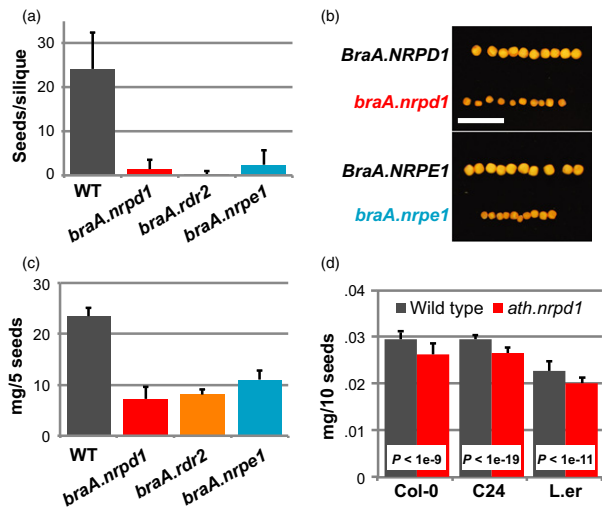 (a)
30
20
10
0
Seeds/silique
WT
braA.nrpd1
braA.rdr2
braA.nrpe1
(b)
BraA.NRPD1
braA.nrpd1
BraA.NRPE1
braA.nrpe1
(c)
30
20
10
0
mg/5 seeds
WT
braA.nrpd1
braA.rdr2
braA.nrpe1
(d)
.04
.03
.02
.01
0
mg/10 seeds
Wild type ath.nrpd1
P < 1e-9 P < 1e-19 P < 1e-11
Col-0 C24 L.er